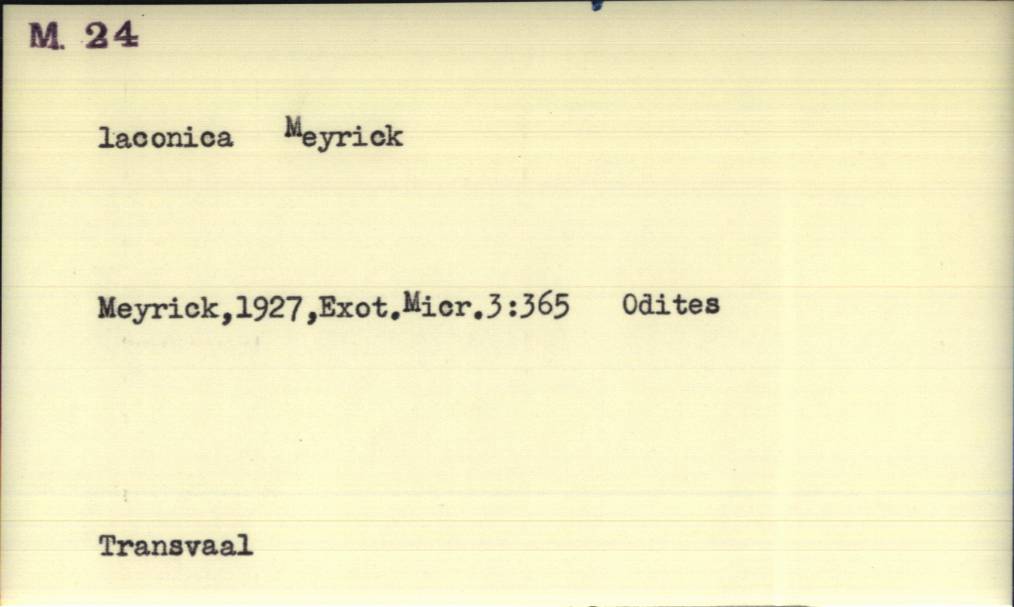 M. 24
laconica Meyrick
Meyrick,1927,Exot.Micr.3:365 Odites
Transvaal